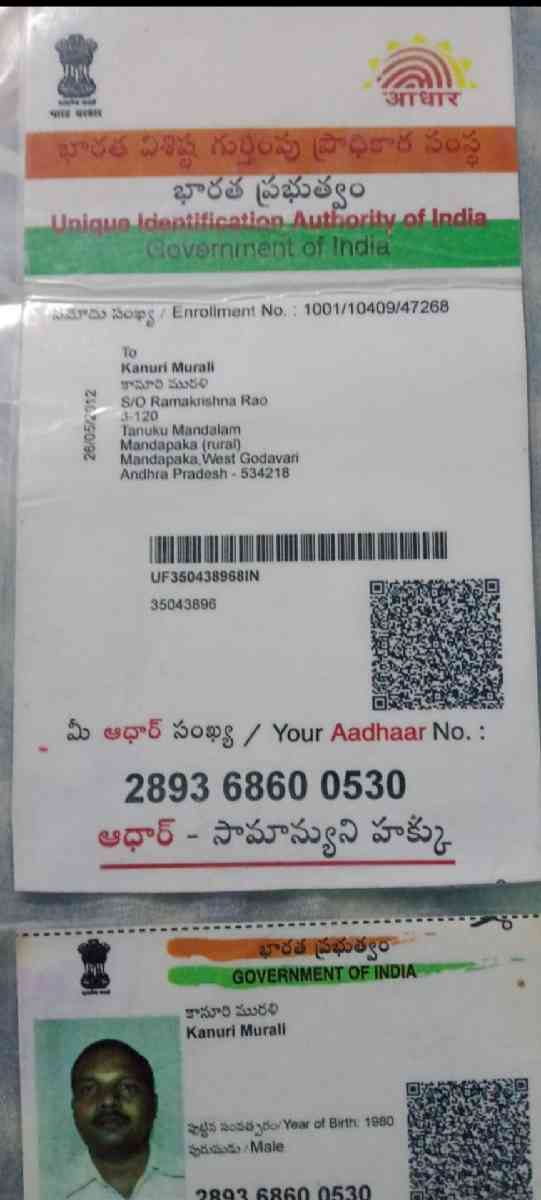 भारत सरकार
आधार
భారత విశిష్ట గుర్తింపు ప్రాధికార సంస్థ
భారత ప్రభుత్వం
Unique Identification Authority of India
Government of India
నమోదు సంఖ్య / Enrollment No. : 1001/10409/47268
To
Kanuri Murali
కానూరి మురళి
S/O Ramakrishna Rao
3-120
Tanuku Mandalam
Mandapaka (rural)
Mandapaka,West Godavari
Andhra Pradesh - 534218
26/05/2012
UF350438968IN
35043896
మీ ఆధార్ సంఖ్య / Your Aadhaar No. :
2893 6860 0530
ఆధార్ - సామాన్యుని హక్కు
భారత ప్రభుత్వం
GOVERNMENT OF INDIA
కానూరి మురళి
Kanuri Murali
పుట్టిన సంవత్సరం/Year of Birth: 1980
పురుషుడు / Male
2893 6860 0530